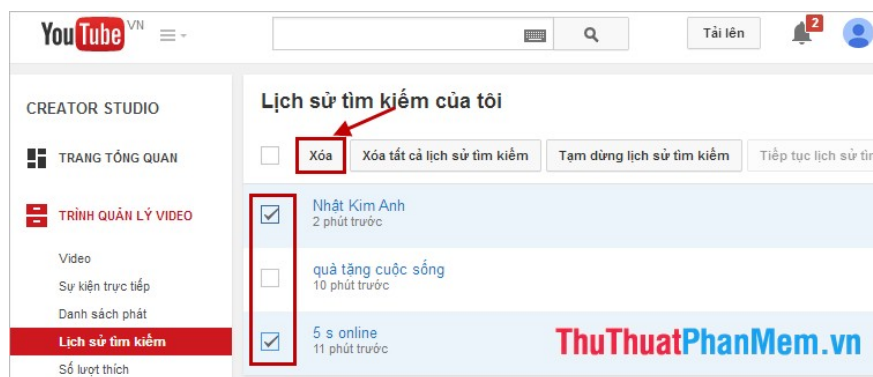 YouTube VN
Tải lên
2
CREATOR STUDIO
TRANG TỔNG QUAN
TRÌNH QUẢN LÝ VIDEO
Video
Sự kiện trực tiếp
Danh sách phát
Lịch sử tìm kiếm
Số lượt thích
Lịch sử tìm kiếm của tôi
Xóa
Xóa tất cả lịch sử tìm kiếm
Tạm dừng lịch sử tìm kiếm
Tiếp tục lịch sử
Nhật Kim Anh
2 phút trước
quà tặng cuộc sống
10 phút trước
5 s online
11 phút trước
ThuThuatPhanMem.vn